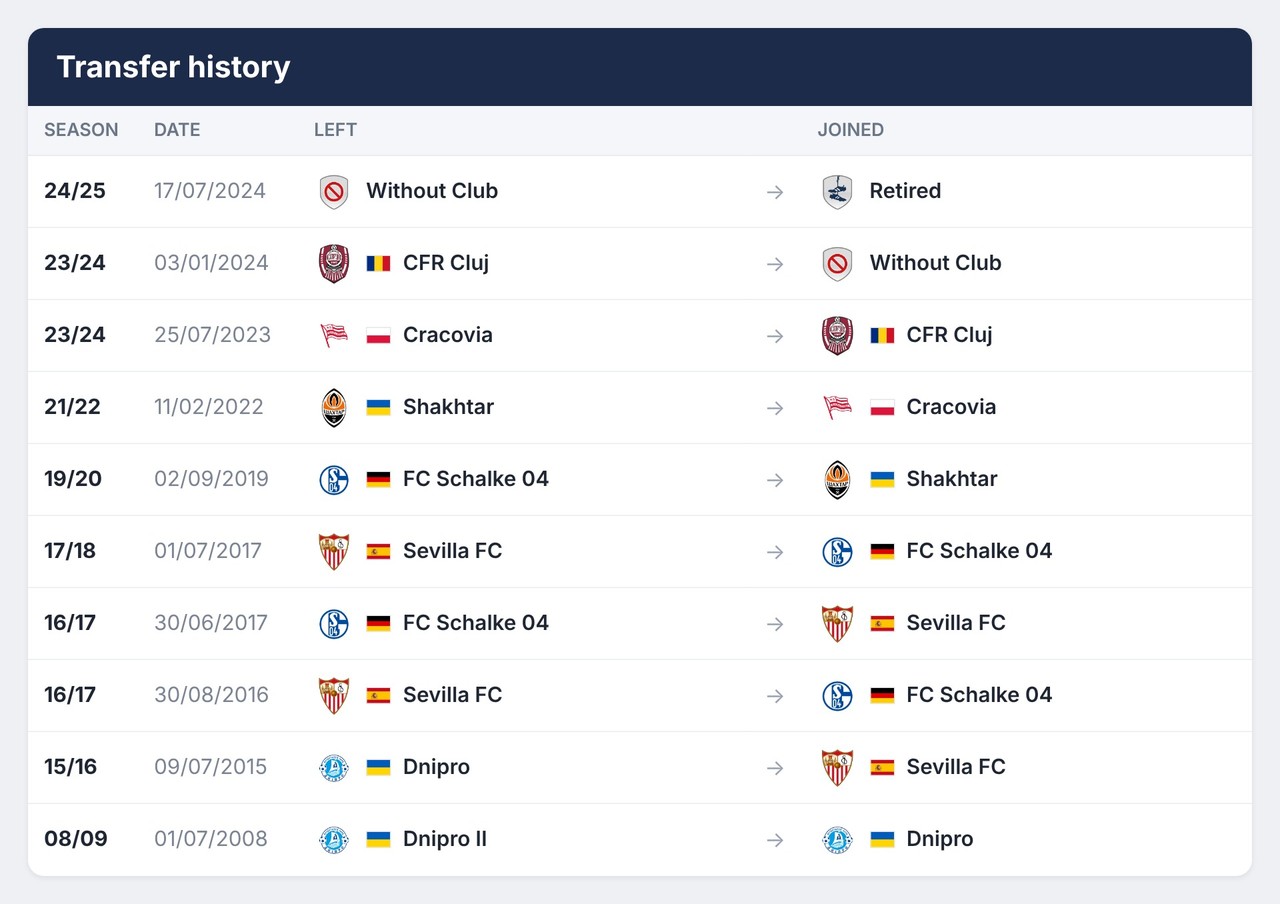 Transfer history
SEASON DATE LEFT JOINED
24/25 17/07/2024 Without Club → Retired
23/24 03/01/2024 CFR Cluj → Without Club
23/24 25/07/2023 Cracovia → CFR Cluj
21/22 11/02/2022 Shakhtar → Cracovia
19/20 02/09/2019 FC Schalke 04 → Shakhtar
17/18 01/07/2017 Sevilla FC → FC Schalke 04
16/17 30/06/2017 FC Schalke 04 → Sevilla FC
16/17 30/08/2016 Sevilla FC → FC Schalke 04
15/16 09/07/2015 Dnipro → Sevilla FC
08/09 01/07/2008 Dnipro II → Dnipro